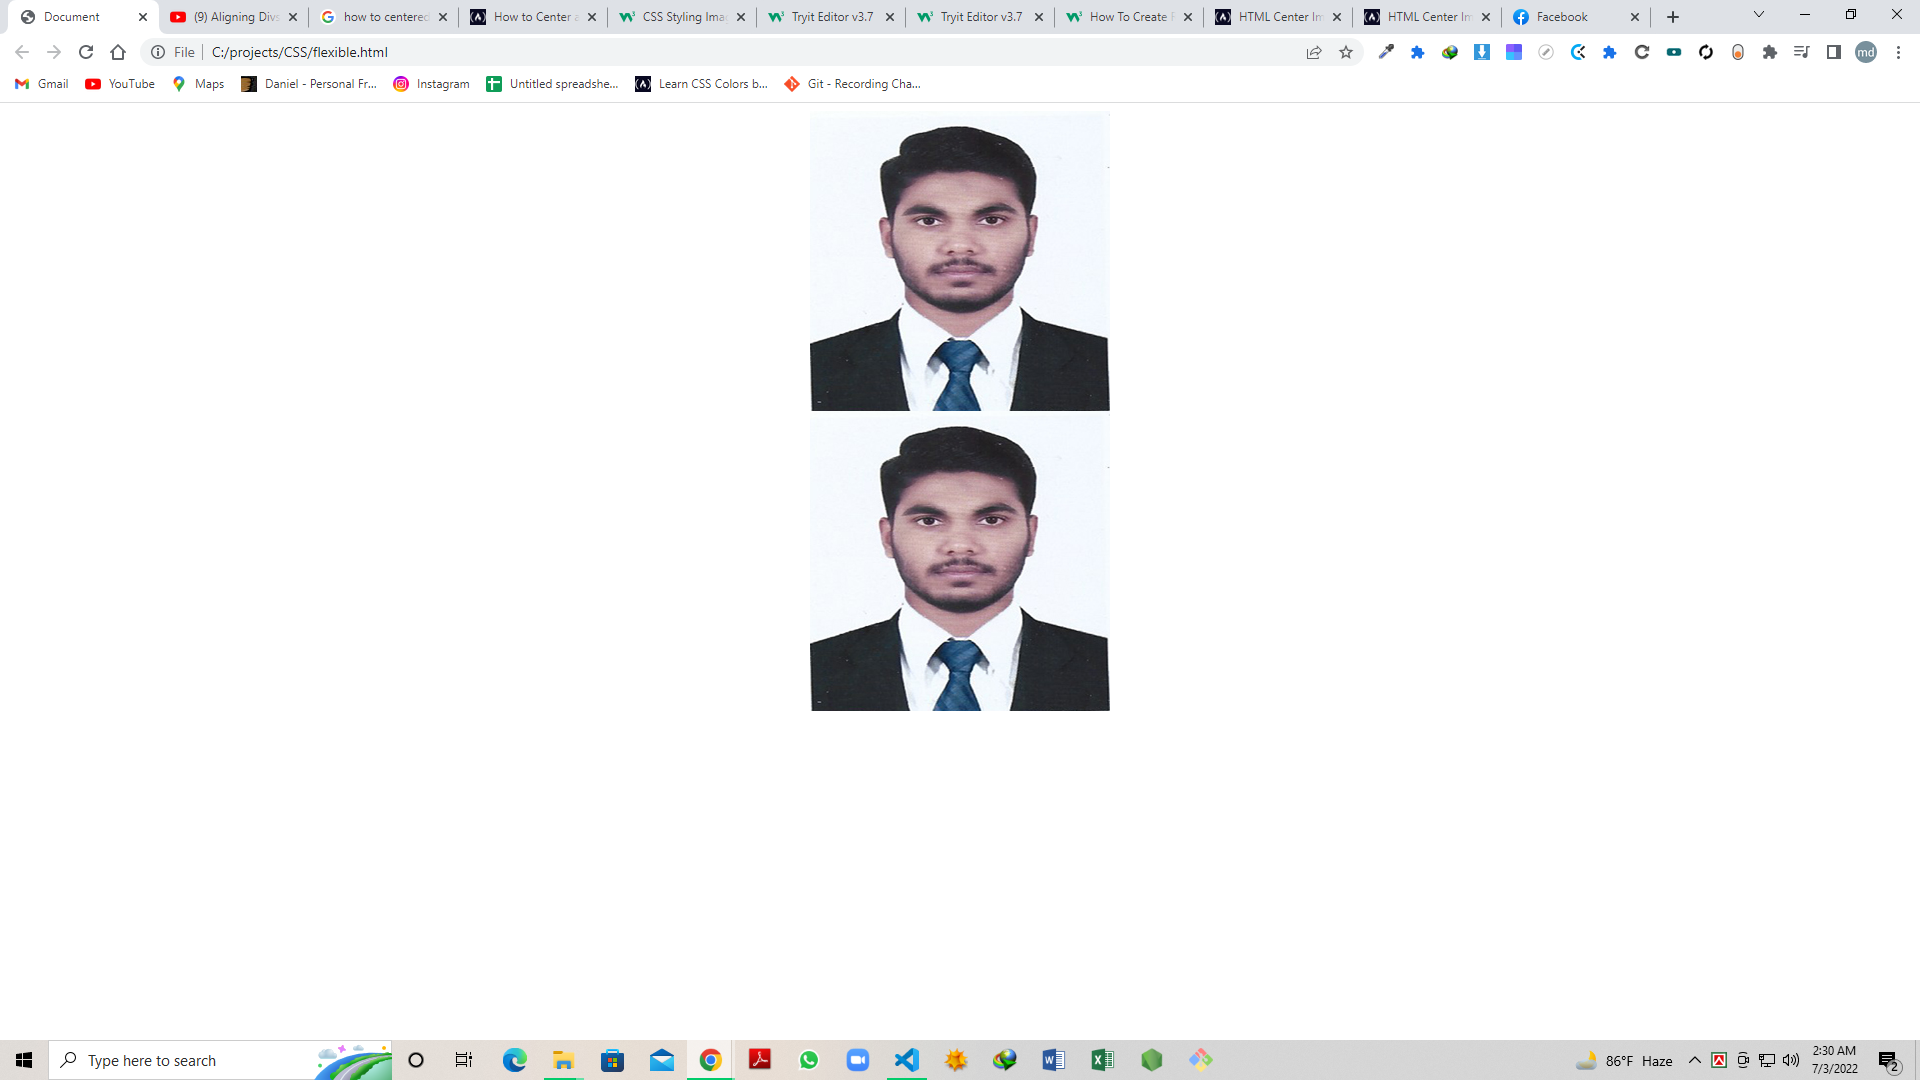 Document
(9) Aligning Divs
how to centered
How to Center a
CSS Styling Imag
Tryit Editor v3.7
Tryit Editor v3.7
How To Create
HTML Center Im
HTML Center Im
Facebook
File
C:/projects/CSS/flexible.html
md
Gmail
YouTube
Maps
Daniel - Personal Fr...
Instagram
Untitled spreadshe...
Learn CSS Colors b...
Git - Recording Cha...
Type here to search
86°F Haze
2:30 AM
7/3/2022
2